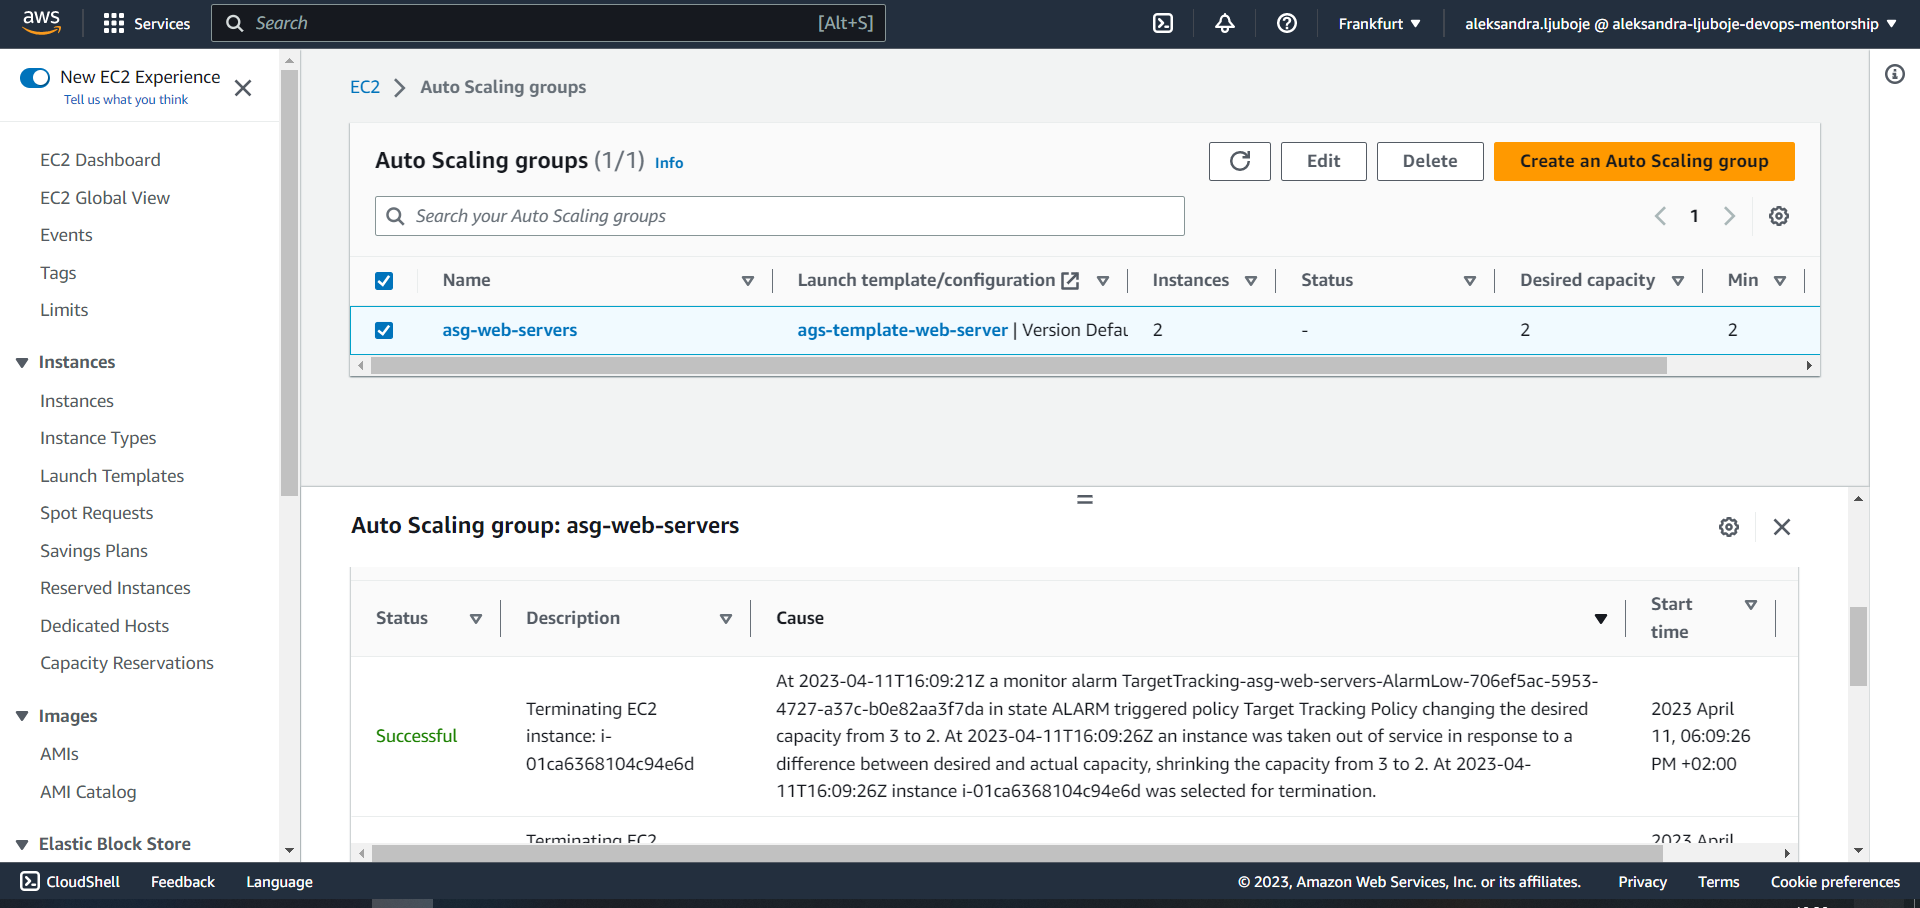 aws
Services
Search
[Alt+S]
Frankfurt
aleksandra.ljuboje @ aleksandra-ljuboje-devops-mentorship
New EC2 Experience
Tell us what you think
EC2 Dashboard
EC2 Global View
Events
Tags
Limits
Instances
Instances
Instance Types
Launch Templates
Spot Requests
Savings Plans
Reserved Instances
Dedicated Hosts
Capacity Reservations
Images
AMIs
AMI Catalog
Elastic Block Store
EC2 > Auto Scaling groups
Auto Scaling groups (1/1) Info
Edit
Delete
Create an Auto Scaling group
Search your Auto Scaling groups
1
Name
Launch template/configuration
Instances
Status
Desired capacity
Min
asg-web-servers
ags-template-web-server | Version Defau
2
-
2
2
Auto Scaling group: asg-web-servers
Status
Description
Cause
Start
time
Successful
Terminating EC2
instance: i-
01ca6368104c94e6d
At 2023-04-11T16:09:21Z a monitor alarm TargetTracking-asg-web-servers-AlarmLow-706ef5ac-5953-
4727-a37c-b0e82aa3f7da in state ALARM triggered policy Target Tracking Policy changing the desired
capacity from 3 to 2. At 2023-04-11T16:09:26Z an instance was taken out of service in response to a
difference between desired and actual capacity, shrinking the capacity from 3 to 2. At 2023-04-
11T16:09:26Z instance i-01ca6368104c94e6d was selected for termination.
2023 April
11, 06:09:26
PM +02:00
Terminating EC2
2023 April
CloudShell
Feedback
Language
© 2023, Amazon Web Services, Inc. or its affiliates.
Privacy
Terms
Cookie preferences